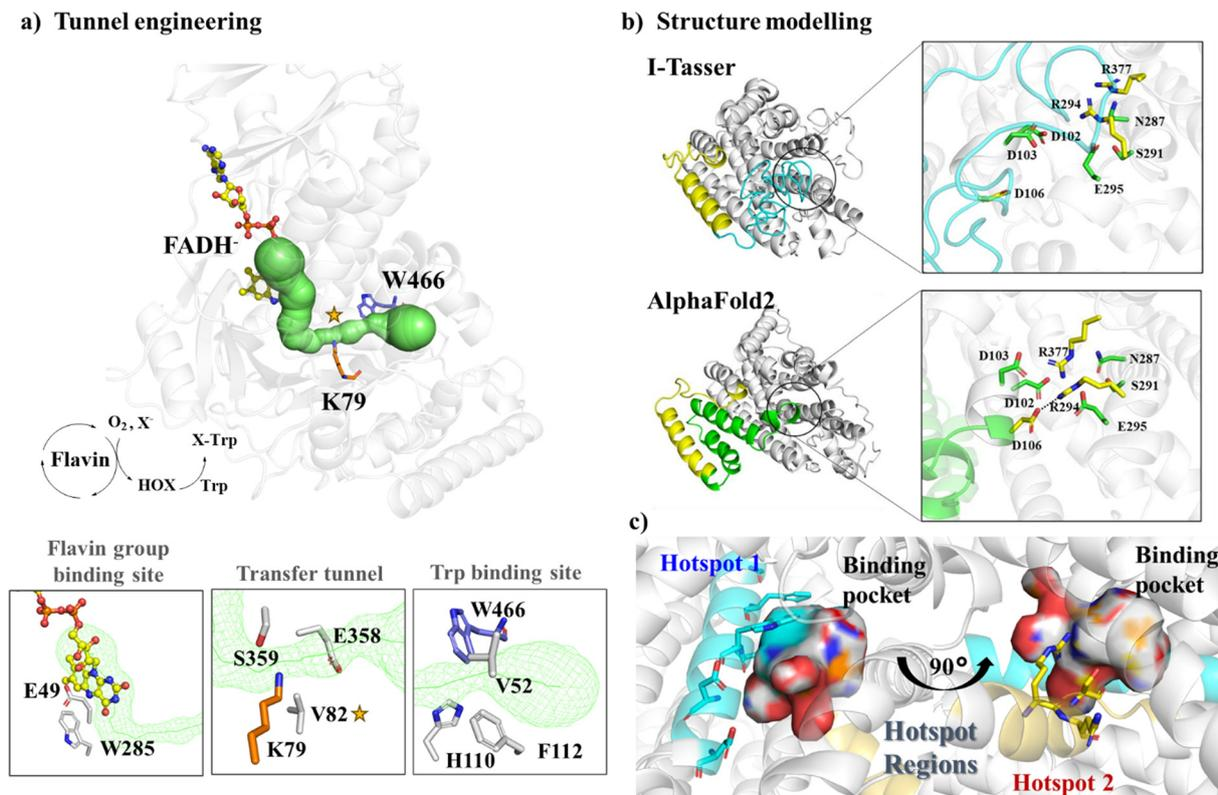 a) Tunnel engineering
FADH⁻
W466
K79
O₂ , X⁻
X-Trp
Flavin
HOX
Trp
Flavin group
binding site
E49
W285
Transfer tunnel
S359
E358
V82
K79
Trp binding site
W466
V52
H110
F112
b) Structure modelling
I-Tasser
R377
R294
N287
D102
D103
S291
D106
E295
AlphaFold2
D103
R377
N287
D102
S291
R294
D106
E295
c)
Hotspot 1
Binding
pocket
90°
Hotspot
Regions
Binding
pocket
Hotspot 2